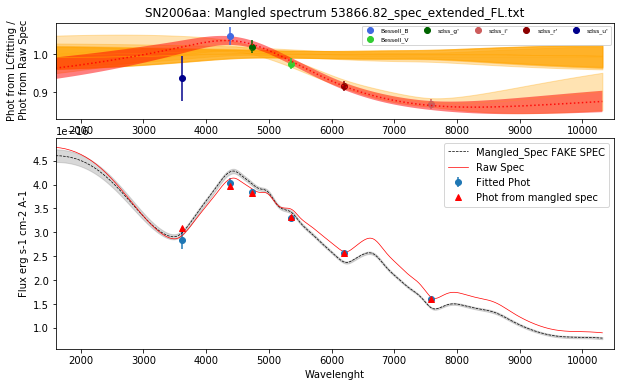 SN2006aa: Mangled spectrum 53866.82_spec_extended_FL.txt
Phot from LCfitting /
Phot from Raw Spec
1.0
0.9
Bessell_B
Bessell_V
sdss_g'
sdss_i'
sdss_r'
sdss_u'
2000 3000 4000 5000 6000 7000 8000 9000 10000
1e−16
Flux erg s-1 cm-2 A-1
4.5
4.0
3.5
3.0
2.5
2.0
1.5
1.0
Mangled_Spec FAKE SPEC
Raw Spec
Fitted Phot
Phot from mangled spec
2000 3000 4000 5000 6000 7000 8000 9000 10000
Wavelenght